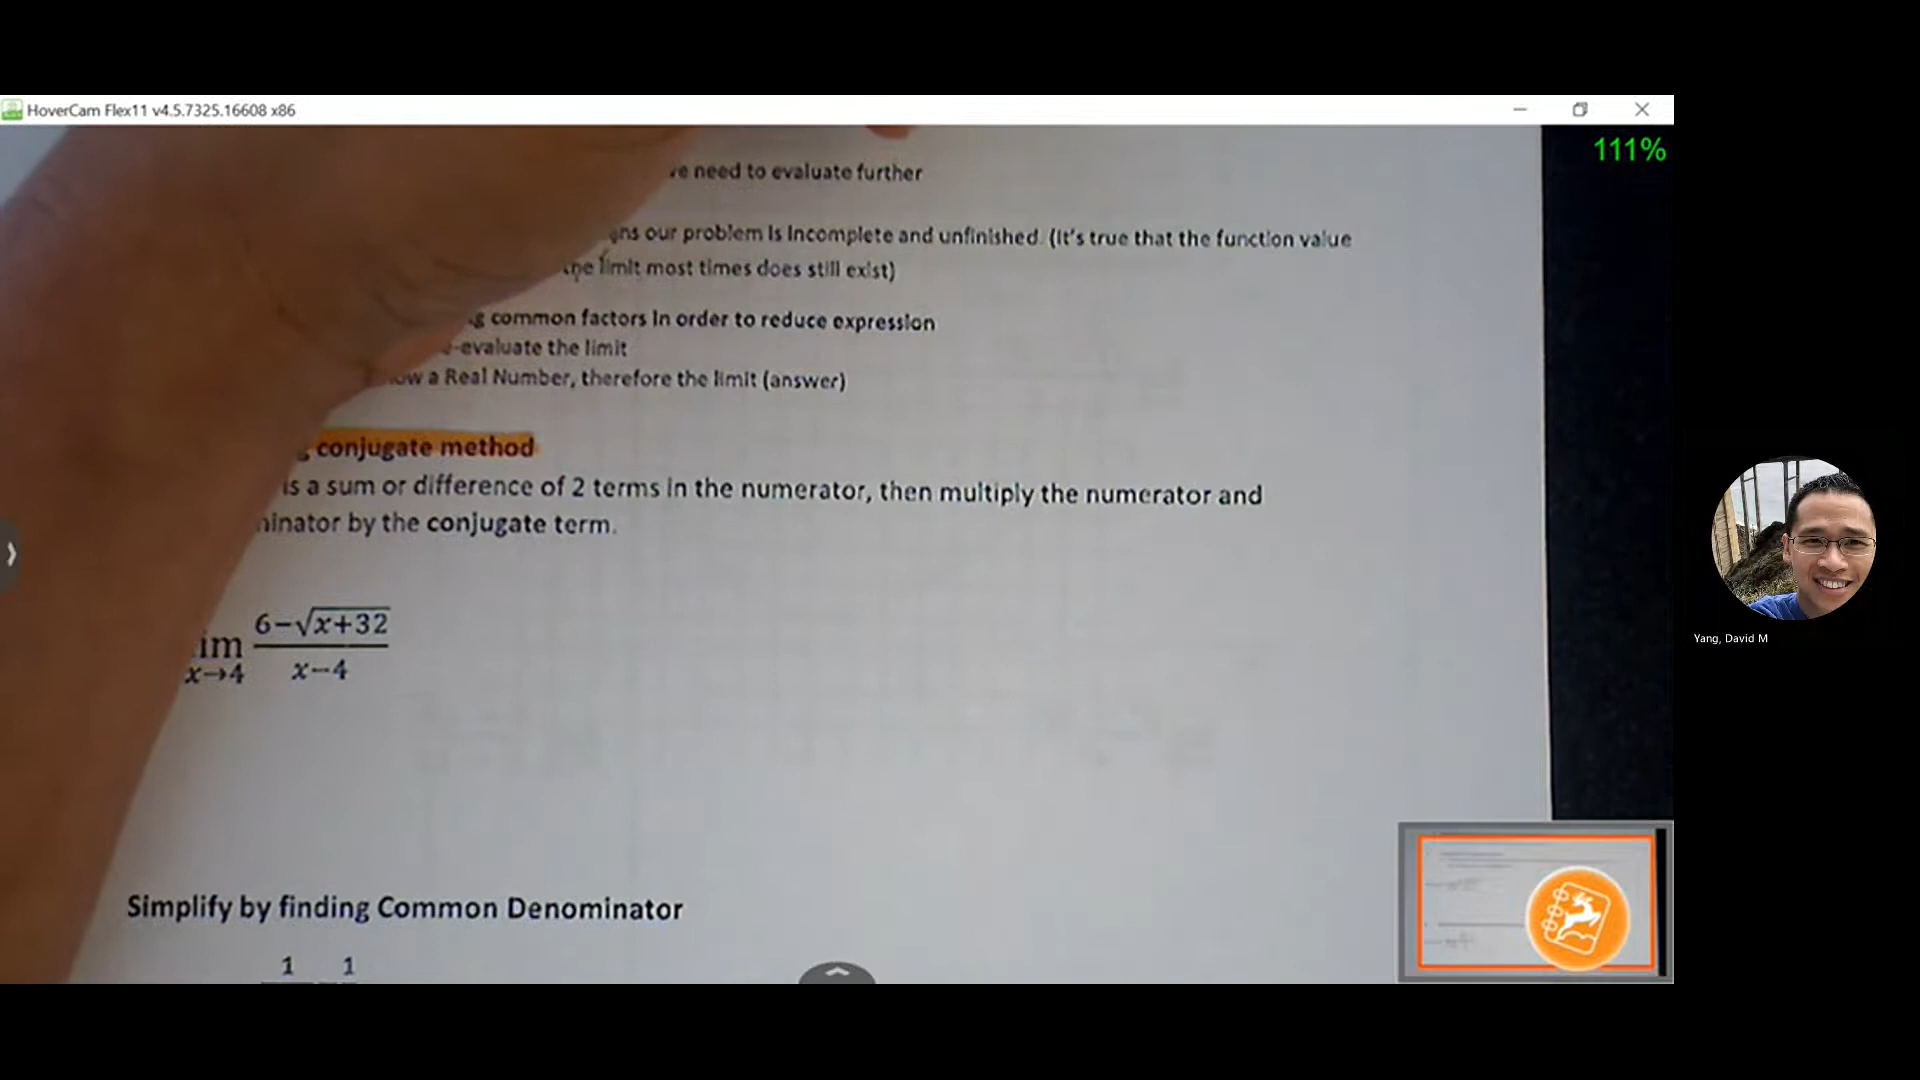 HoverCam Flex11 v4.5.7325.16608 x86
111%
need to evaluate further
our problem is incomplete and unfinished. (It's true that the function value
limit most times does still exist)
common factors in order to reduce expression
-evaluate the limit
a Real Number, therefore the limit (answer)
conjugate method
is a sum or difference of 2 terms in the numerator, then multiply the numerator and
by the conjugate term.
6−√x+32
im
x→4 x−4
Yang, David M
Simplify by finding Common Denominator
1 1